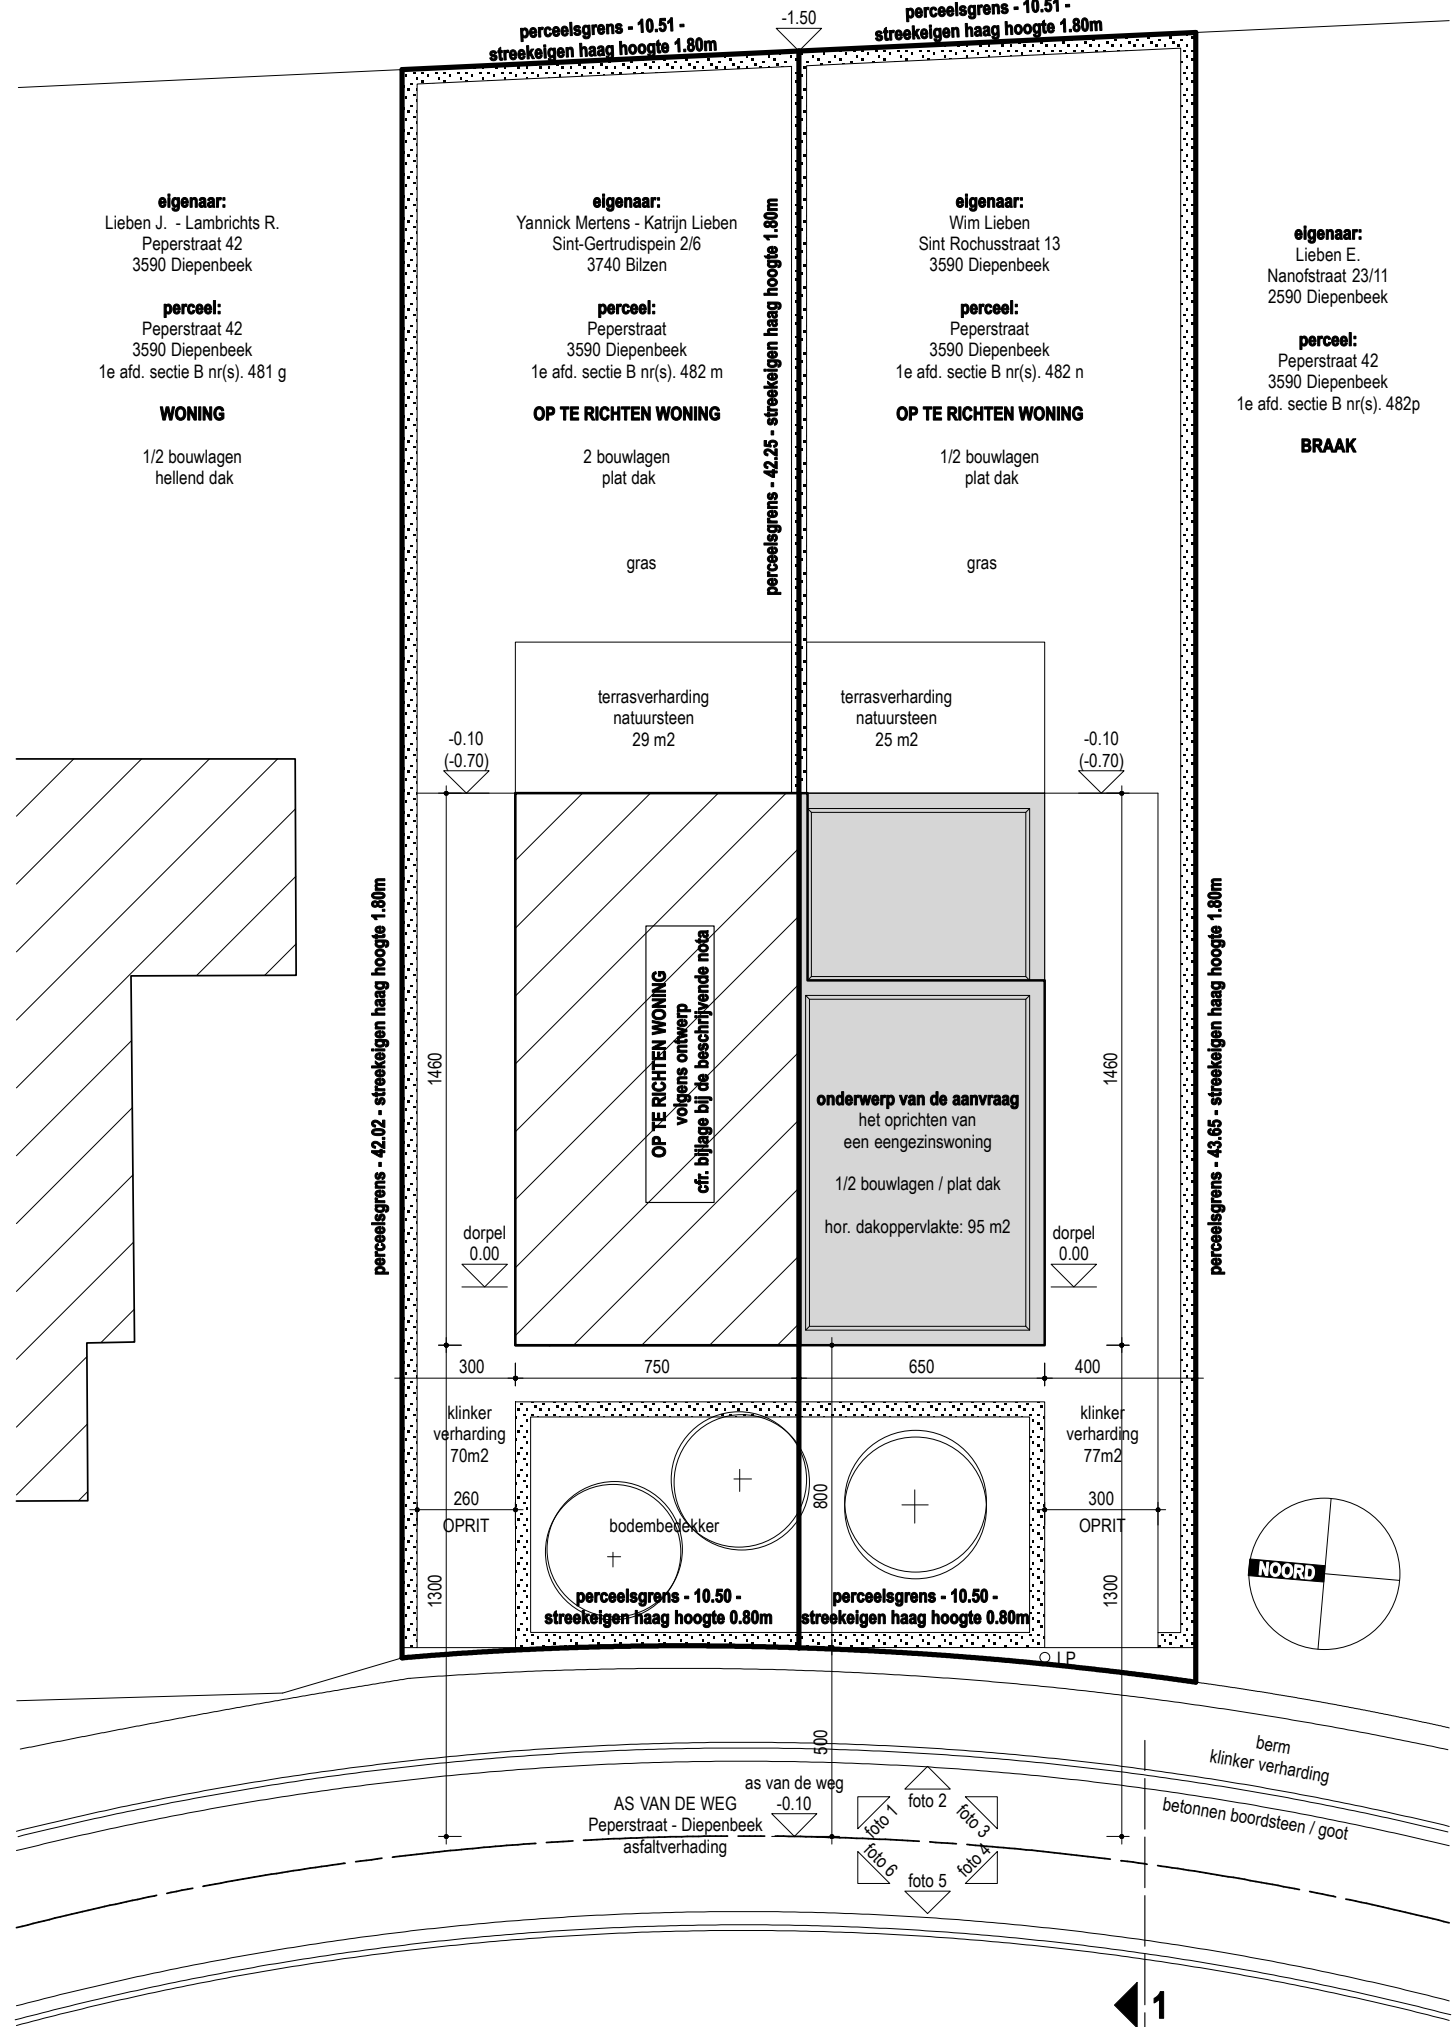 perceelsgrens - 10.51 -
streekeigen haag hoogte 1.80m
-1.50
perceelsgrens - 10.51 -
streekeigen haag hoogte 1.80m
eigenaar:
Lieben J.  - Lambrichts R.
Peperstraat 42
3590 Diepenbeek
perceel:
Peperstraat 42
3590 Diepenbeek
1e afd. sectie B nr(s). 481 g
WONING
1/2 bouwlagen
hellend dak
eigenaar:
Yannick Mertens - Katrijn Lieben
Sint-Gertrudispein 2/6
3740 Bilzen
perceel:
Peperstraat
3590 Diepenbeek
1e afd. sectie B nr(s). 482 m
OP TE RICHTEN WONING
2 bouwlagen
plat dak
gras
perceelsgrens - 42.25 - streekeigen haag hoogte 1.80m
eigenaar:
Wim Lieben
Sint Rochusstraat 13
3590 Diepenbeek
perceel:
Peperstraat
3590 Diepenbeek
1e afd. sectie B nr(s). 482 n
OP TE RICHTEN WONING
1/2 bouwlagen
plat dak
gras
eigenaar:
Lieben E.
Nanofstraat 23/11
2590 Diepenbeek
perceel:
Peperstraat 42
3590 Diepenbeek
1e afd. sectie B nr(s). 482p
BRAAK
terrasverharding
natuursteen
29 m2
terrasverharding
natuursteen
25 m2
-0.10
(-0.70)
-0.10
(-0.70)
perceelsgrens - 42.02 - streekeigen haag hoogte 1.80m
1460
OP TE RICHTEN WONING
volgens ontwerp
cfr. bijlage bij de beschrijvende nota
onderwerp van de aanvraag
het oprichten van
een eengezinswoning
1/2 bouwlagen / plat dak
hor. dakoppervlakte: 95 m2
1460
perceelsgrens - 43.65 - streekeigen haag hoogte 1.80m
dorpel
0.00
dorpel
0.00
300
750
650
400
klinker
verharding
70m2
klinker
verharding
77m2
260
OPRIT
bodembedekker
800
300
OPRIT
1300
1300
perceelsgrens - 10.50 -
streekeigen haag hoogte 0.80m
perceelsgrens - 10.50 -
streekeigen haag hoogte 0.80m
NOORD
LP
500
berm
klinker verharding
betonnen boordsteen / goot
as van de weg
-0.10
AS VAN DE WEG
Peperstraat - Diepenbeek
asfaltverhading
foto 1
foto 2
foto 3
foto 4
foto 5
foto 6
1